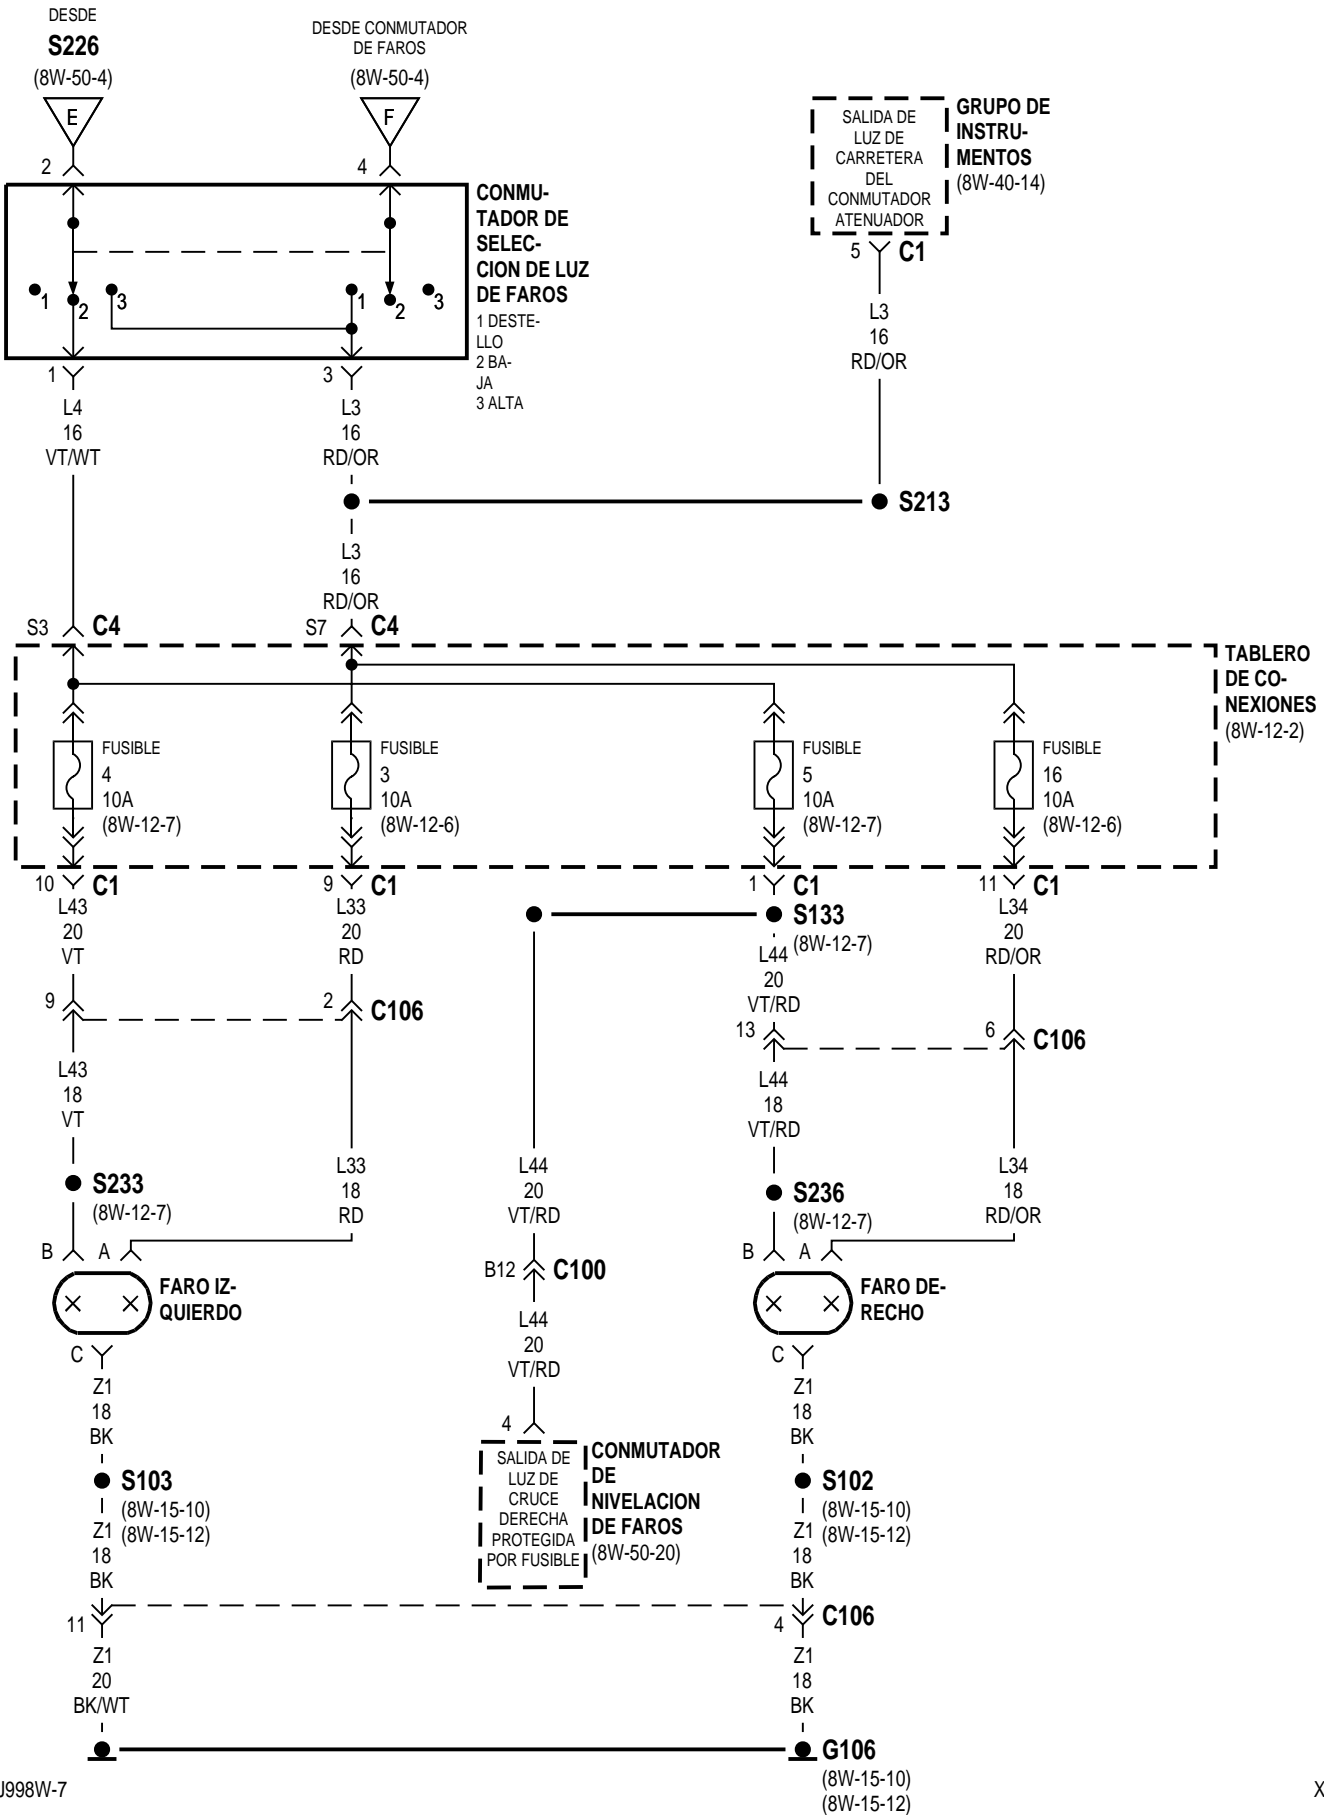 DESDE
S226
(8W-50-4)
E
2
DESDE CONMUTADOR
DE FAROS
(8W-50-4)
F
4
SALIDA DE
LUZ DE
CARRETERA
DEL
CONMUTADOR
ATENUADOR
GRUPO DE
INSTRU-
MENTOS
(8W-40-14)
5 C1
L3
16
RD/OR
CONMU-
TADOR DE
SELEC-
CION DE LUZ
DE FAROS
1 DESTE-
LLO
2 BA-
JA
3 ALTA
1 2 3 1 2 3
1
L4
16
VT/WT
3
L3
16
RD/OR
S213
L3
16
RD/OR
S3 C4
S7 C4
TABLERO
DE CO-
NEXIONES
(8W-12-2)
FUSIBLE
4
10A
(8W-12-7)
FUSIBLE
3
10A
(8W-12-6)
FUSIBLE
5
10A
(8W-12-7)
FUSIBLE
16
10A
(8W-12-6)
10 C1
L43
20
VT
9 C1
L33
20
RD
1 C1
S133
(8W-12-7)
L44
20
VT/RD
11 C1
L34
20
RD/OR
9
2 C106
13
6 C106
L43
18
VT
L44
18
VT/RD
S233
(8W-12-7)
L33
18
RD
L44
20
VT/RD
S236
(8W-12-7)
L34
18
RD/OR
B A
FARO IZ-
QUIERDO
C
B12 C100
L44
20
VT/RD
B A
FARO DE-
RECHO
C
Z1
18
BK
Z1
18
BK
4
SALIDA DE
LUZ DE
CRUCE
DERECHA
PROTEGIDA
POR FUSIBLE
CONMUTADOR
DE
NIVELACION
DE FAROS
(8W-50-20)
S103
(8W-15-10)
(8W-15-12)
Z1
18
BK
S102
(8W-15-10)
(8W-15-12)
Z1
18
BK
11
4 C106
Z1
20
BK/WT
Z1
18
BK
G106
(8W-15-10)
(8W-15-12)
J998W-7
X